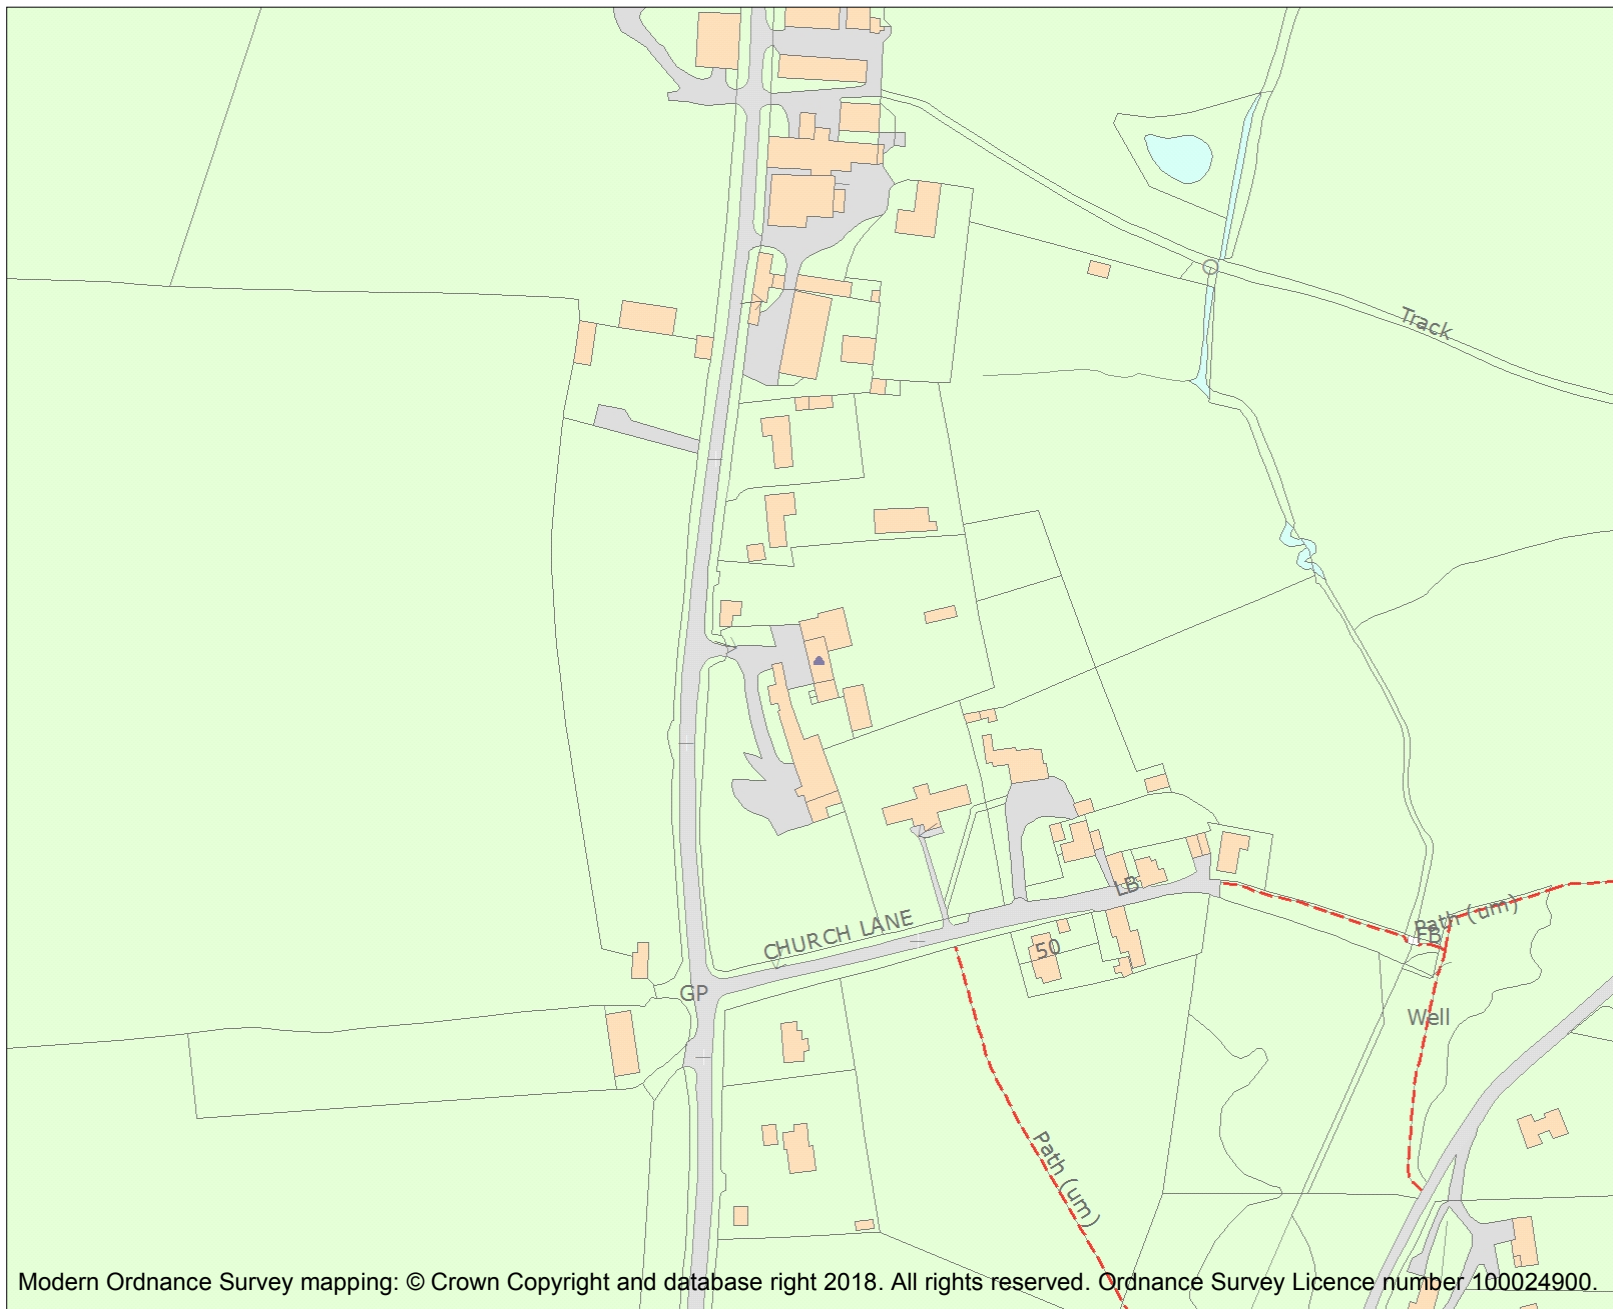 Track
LB
CHURCH LANE
Path (um)
FB
50
GP
Well
Path (um)
Modern Ordnance Survey mapping: © Crown Copyright and database right 2018. All rights reserved. Ordnance Survey Licence number 100024900.